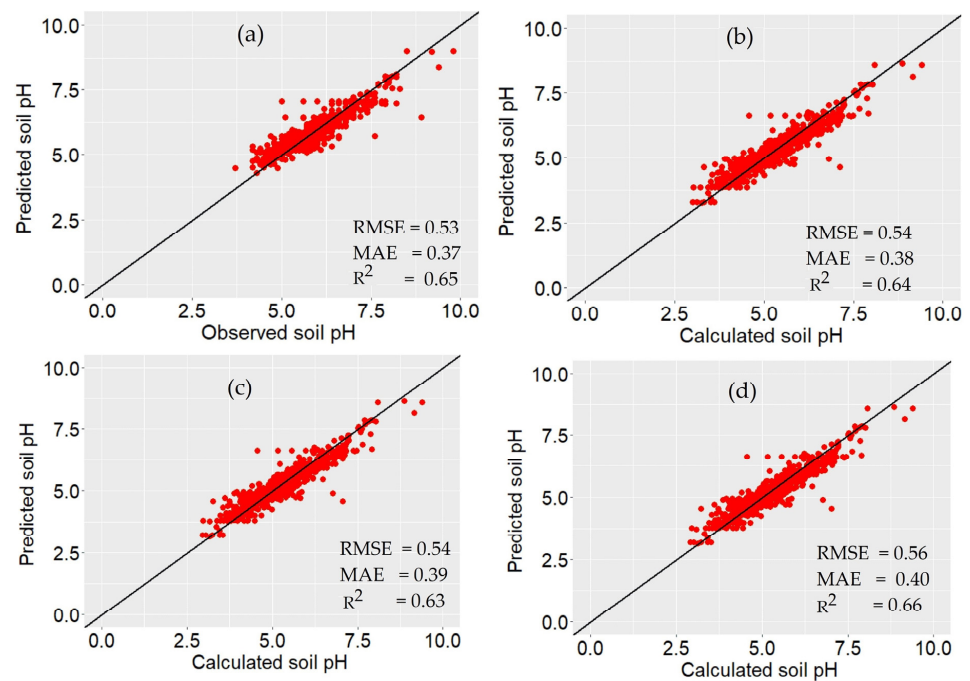 (a)
Predicted soil pH
10.0
7.5
5.0
2.5
0.0
RMSE = 0.53
MAE = 0.37
R² = 0.65
0.0 2.5 5.0 7.5 10.0
Observed soil pH
(b)
Predicted soil pH
10.0
7.5
5.0
2.5
0.0
RMSE = 0.54
MAE = 0.38
R² = 0.64
0.0 2.5 5.0 7.5 10.0
Calculated soil pH
(c)
Predicted soil pH
10.0
7.5
5.0
2.5
0.0
RMSE = 0.54
MAE = 0.39
R² = 0.63
0.0 2.5 5.0 7.5 10.0
Calculated soil pH
(d)
Predicted soil pH
10.0
7.5
5.0
2.5
0.0
RMSE = 0.56
MAE = 0.40
R² = 0.66
0.0 2.5 5.0 7.5 10.0
Calculated soil pH